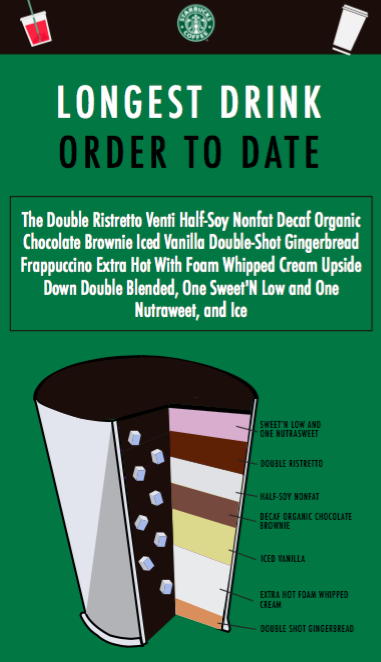 STARBUCKS
COFFEE
LONGEST DRINK
ORDER TO DATE
The Double Ristretto Venti Half-Soy Nonfat Decaf Organic
Chocolate Brownie Iced Vanilla Double-Shot Gingerbread
Frappuccino Extra Hot With Foam Whipped Cream Upside
Down Double Blended, One Sweet'N Low and One
Nutraweet, and Ice
SWEET'N LOW AND
ONE NUTRASWEET
DOUBLE RISTRETTO
HALF-SOY NONFAT
DECAF ORGANIC CHOCOLATE
BROWNIE
ICED VANILLA
EXTRA HOT FOAM WHIPPED
CREAM
DOUBLE SHOT GINGERBREAD